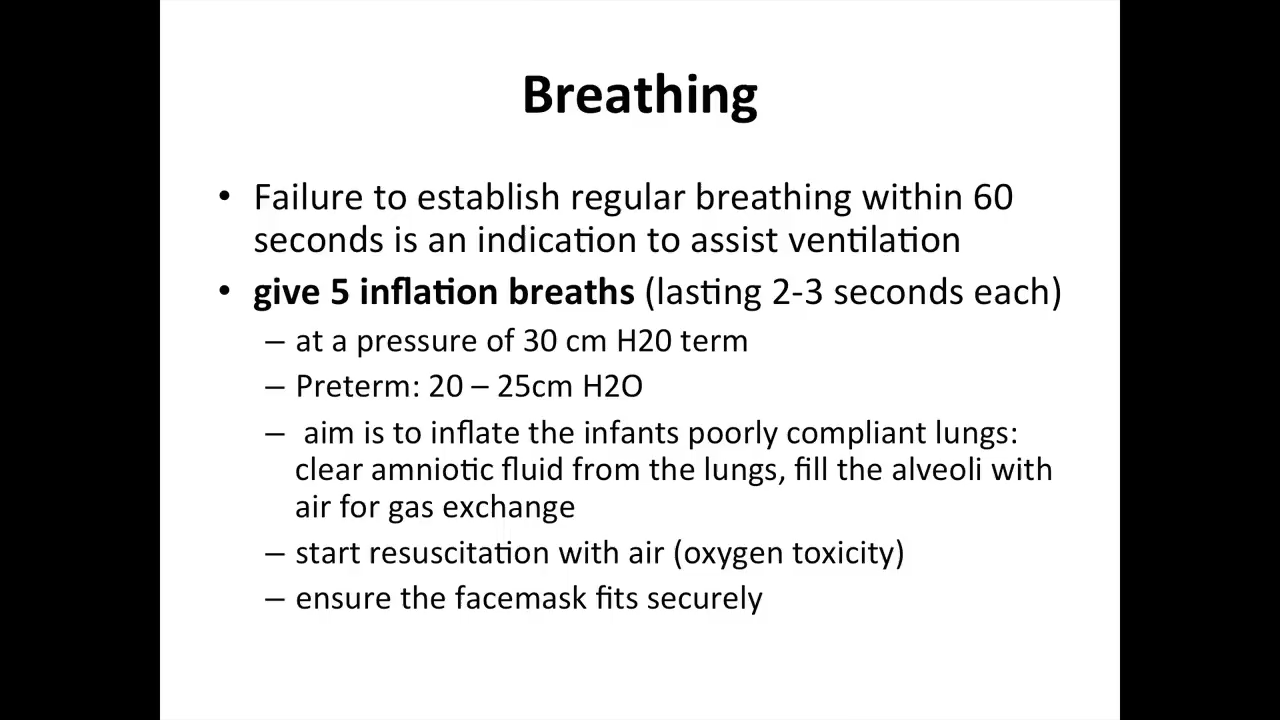 Breathing
• Failure to establish regular breathing within 60
seconds is an indication to assist ventilation
• give 5 inflation breaths (lasting 2-3 seconds each)
– at a pressure of 30 cm H20 term
– Preterm: 20 – 25cm H2O
– aim is to inflate the infants poorly compliant lungs:
clear amniotic fluid from the lungs, fill the alveoli with
air for gas exchange
– start resuscitation with air (oxygen toxicity)
– ensure the facemask fits securely